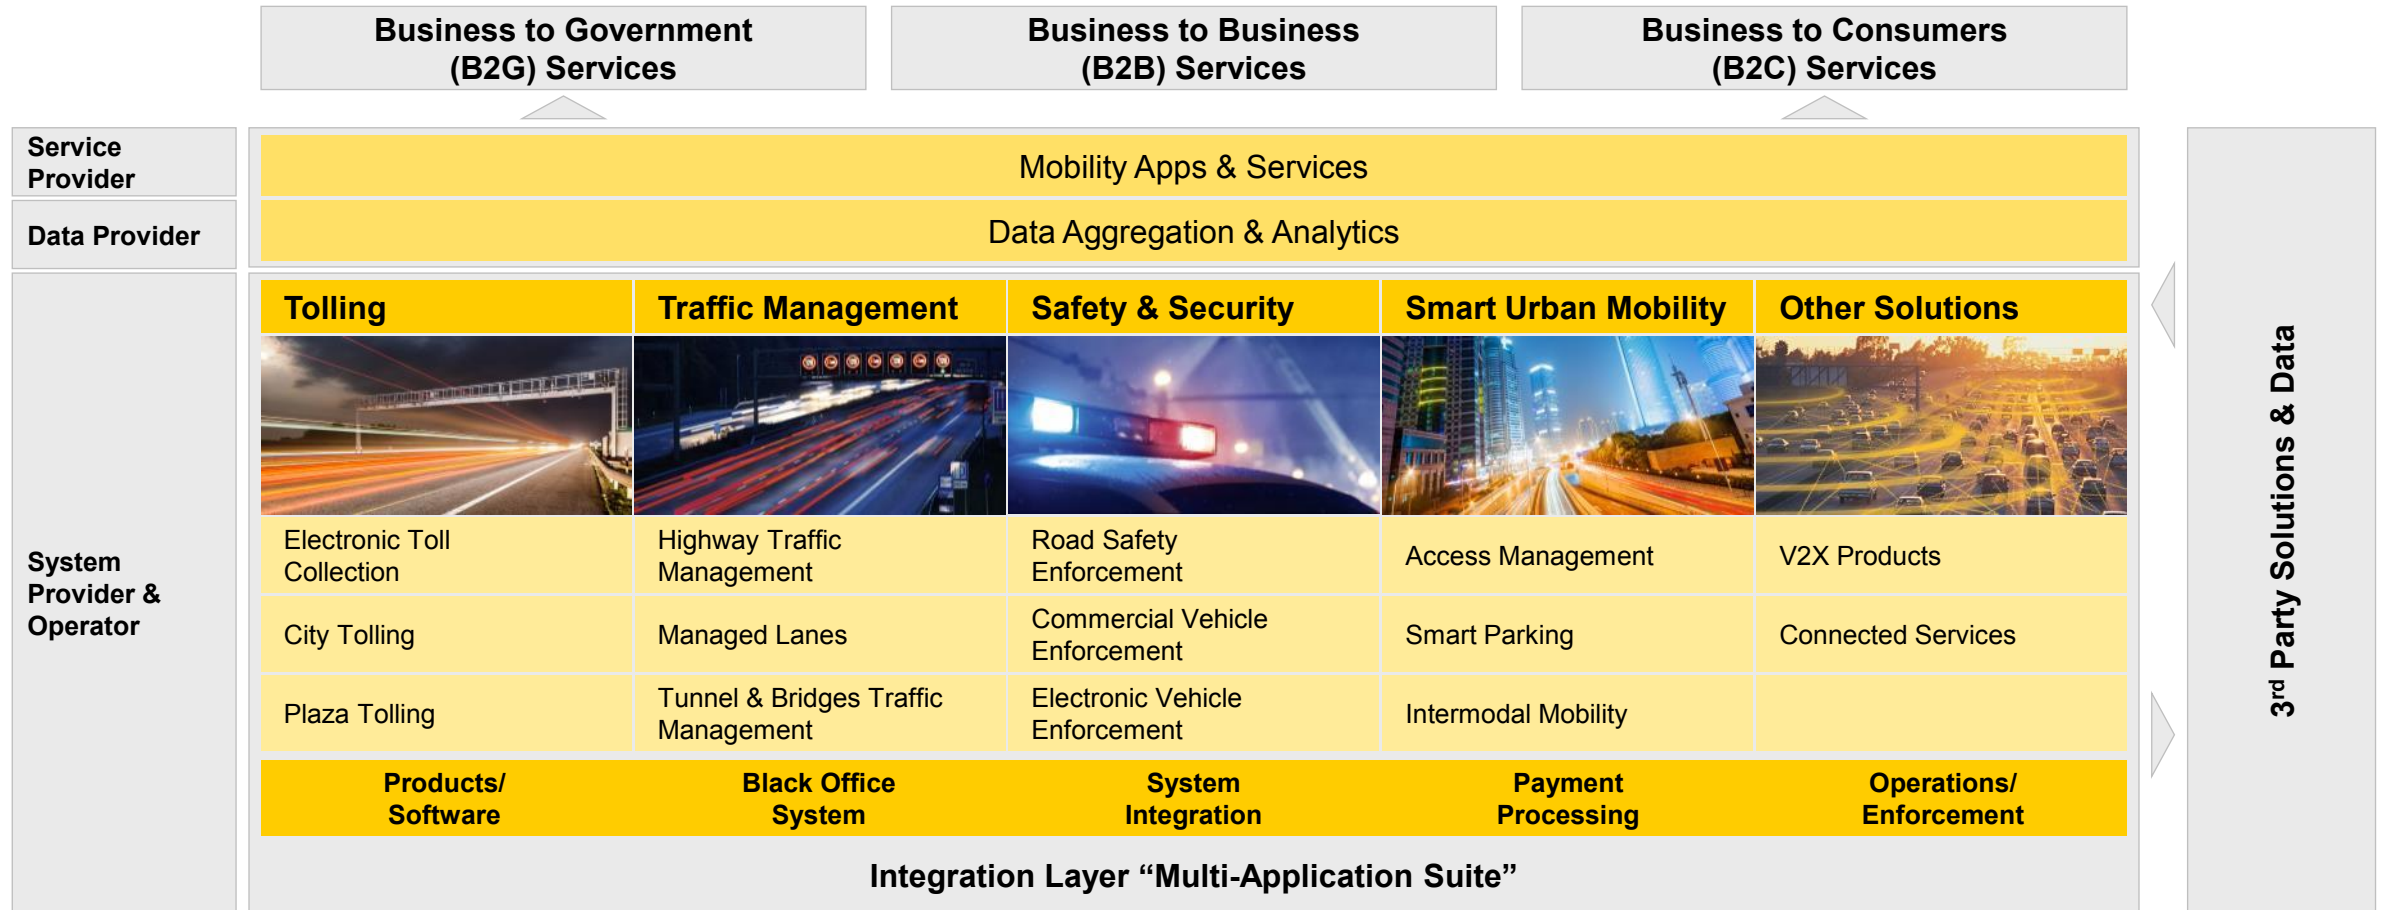 Business to Government
(B2G) Services
Business to Business
(B2B) Services
Business to Consumers
(B2C) Services
Service
Provider
Mobility Apps & Services
Data Provider
Data Aggregation & Analytics
System
Provider &
Operator
Tolling
Traffic Management
Safety & Security
Smart Urban Mobility
Other Solutions
Electronic Toll
Collection
Highway Traffic
Management
Road Safety
Enforcement
Access Management
V2X Products
City Tolling
Managed Lanes
Commercial Vehicle
Enforcement
Smart Parking
Connected Services
Plaza Tolling
Tunnel & Bridges Traffic
Management
Electronic Vehicle
Enforcement
Intermodal Mobility
Products/
Software
Black Office
System
System
Integration
Payment
Processing
Operations/
Enforcement
Integration Layer “Multi-Application Suite”
3rd Party Solutions & Data